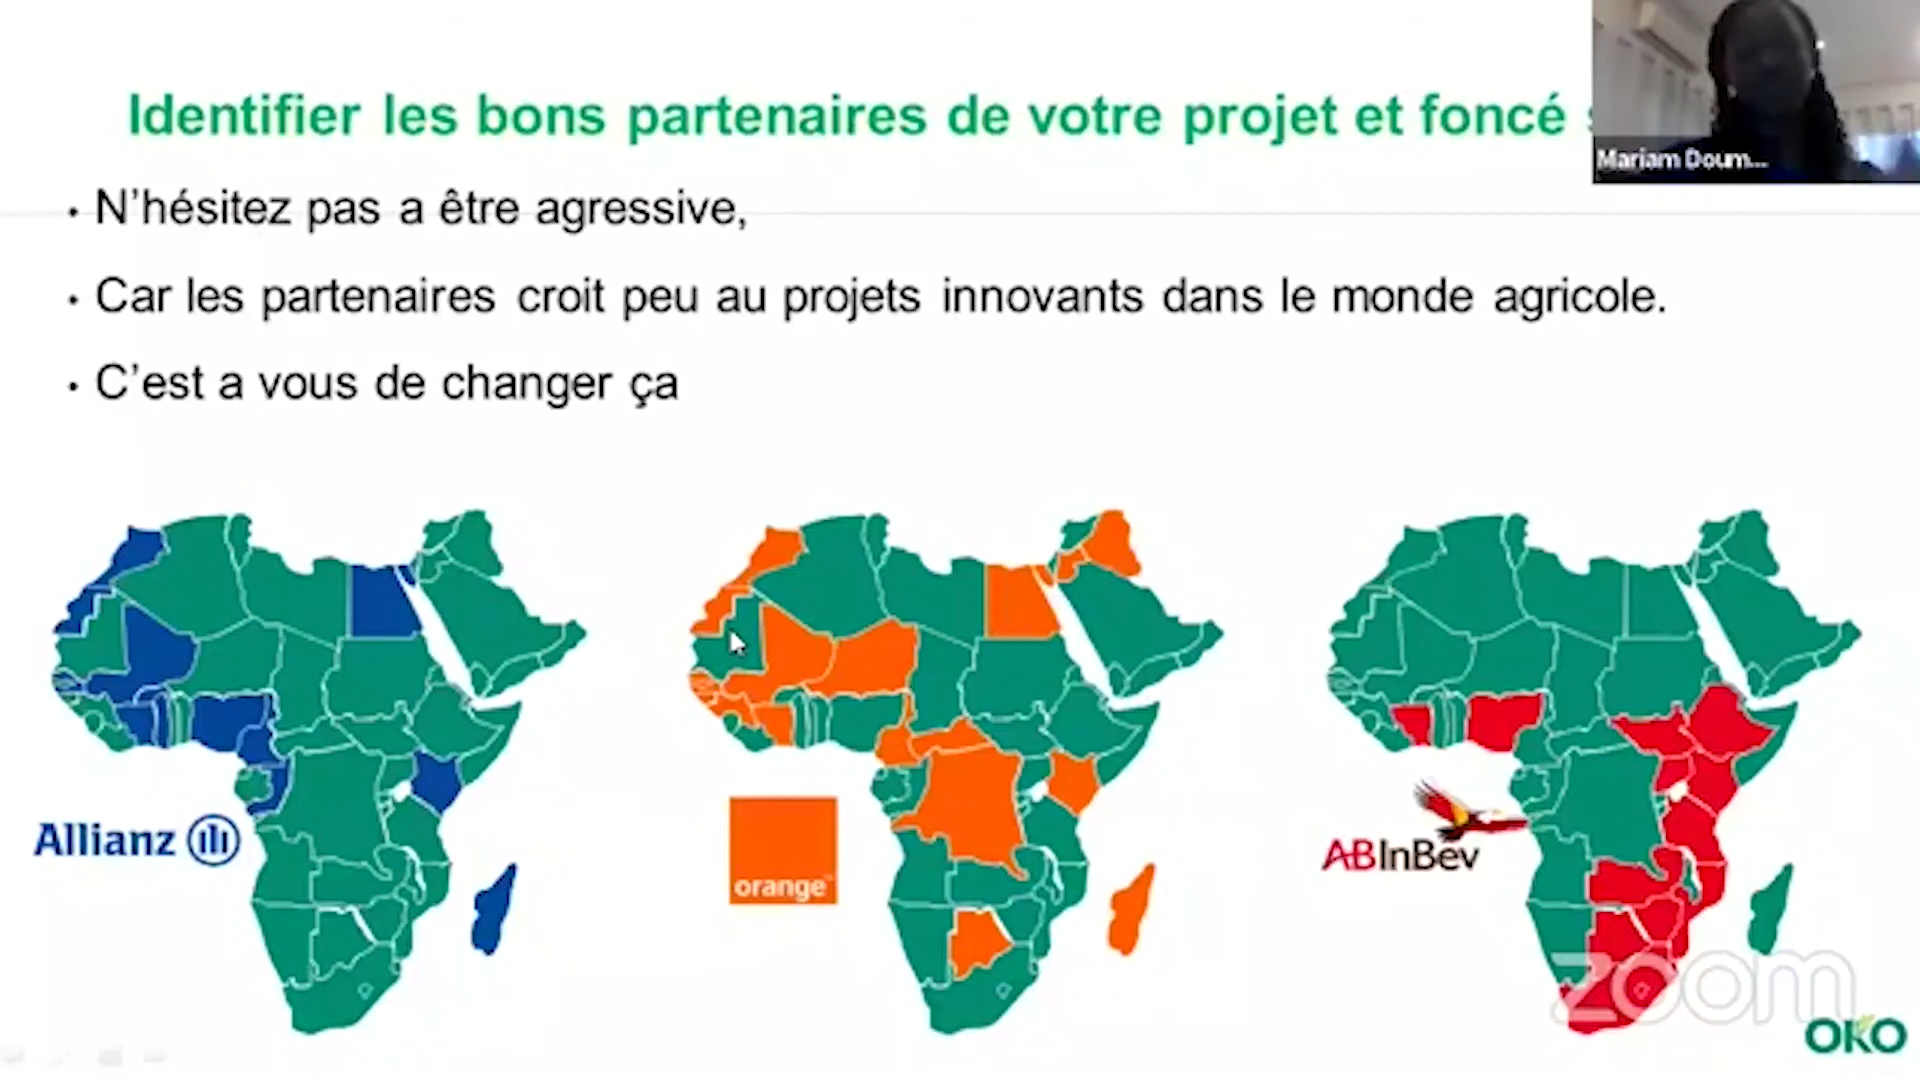 Identifier les bons partenaires de votre projet et foncé
Mariam Doum...
• N’hésitez pas a être agressive,
• Car les partenaires croit peu au projets innovants dans le monde agricole.
• C’est a vous de changer ça
Allianz
orange™
ABInBev
zoom
OKO